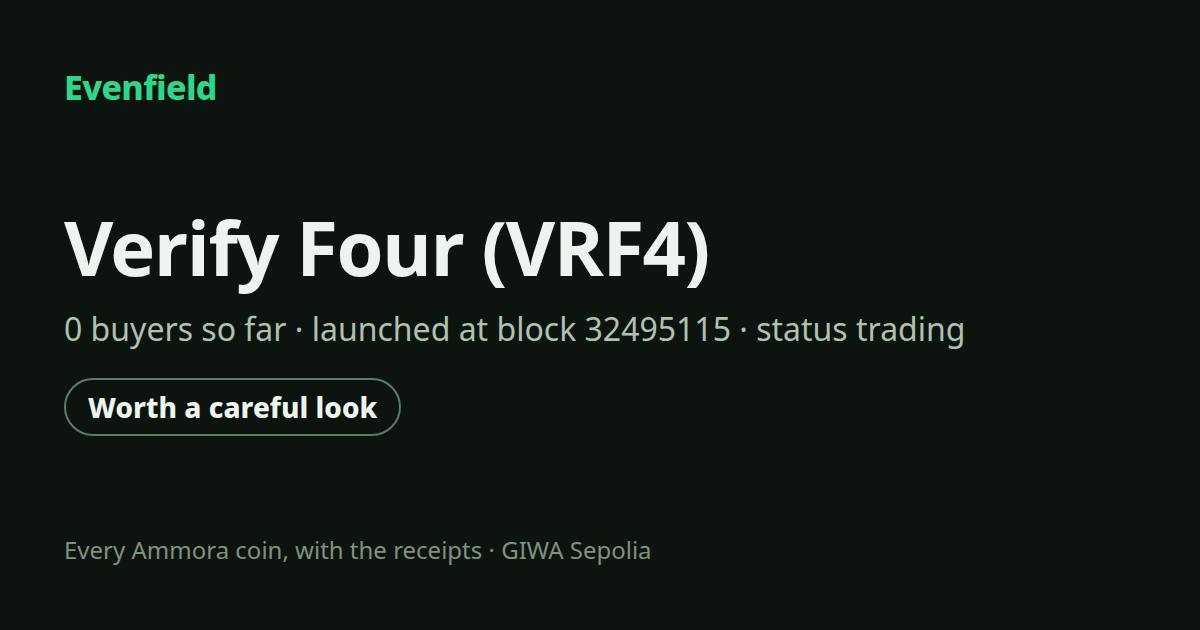 Evenfield
Verify Four (VRF4)
0 buyers so far · launched at block 32495115 · status trading
Worth a careful look
Every Ammora coin, with the receipts · GIWA Sepolia